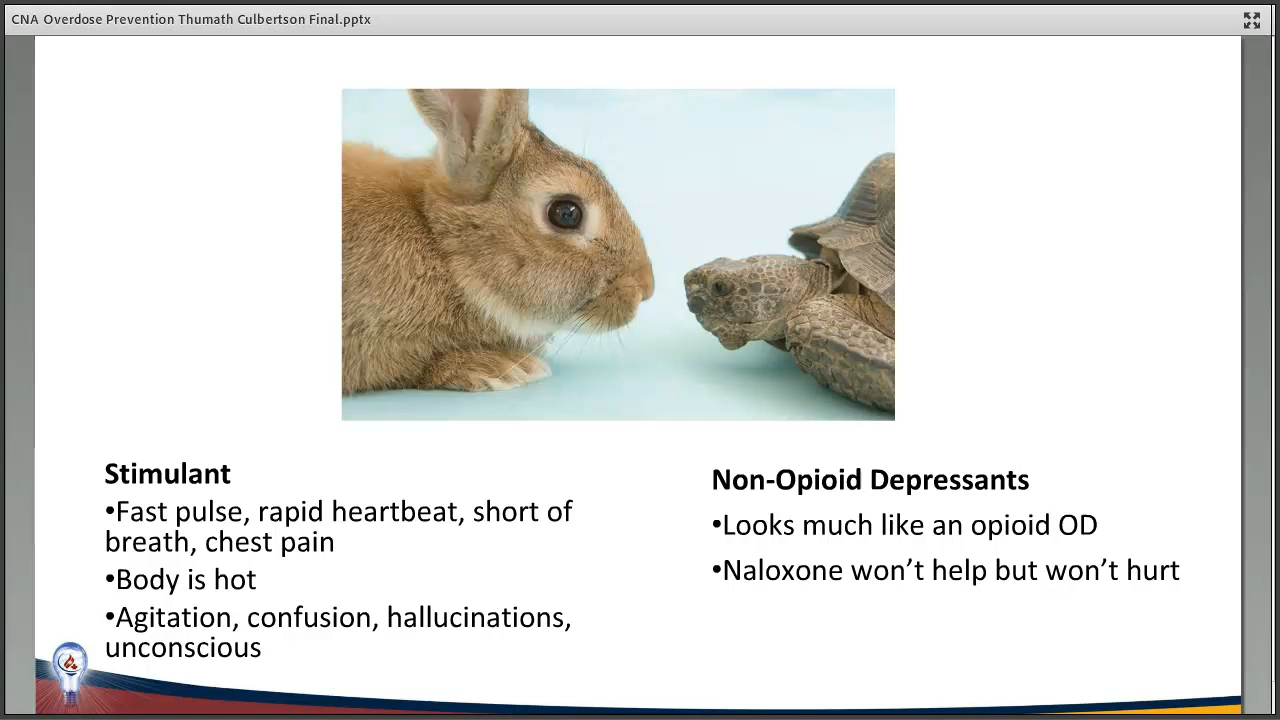 CNA Overdose Prevention Thumath Culbertson Final.pptx
Stimulant
•Fast pulse, rapid heartbeat, short of
breath, chest pain
•Body is hot
•Agitation, confusion, hallucinations,
unconscious
Non-Opioid Depressants
•Looks much like an opioid OD
•Naloxone won’t help but won’t hurt